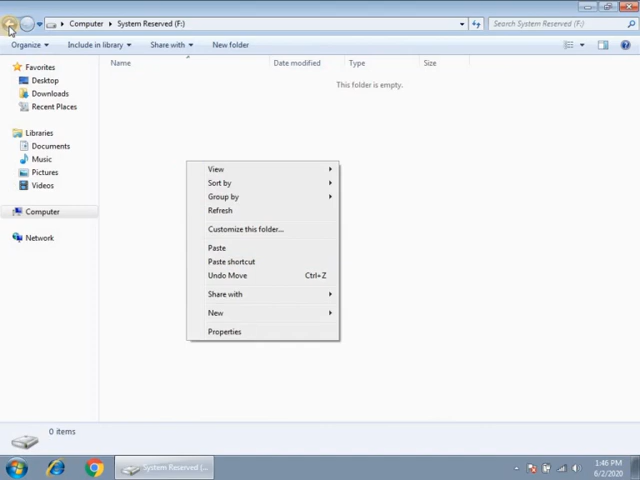 Computer System Reserved (F:) Search System Reserved (F:)
Organize Include in library Share with New folder
Name Date modified Type Size
This folder is empty.
Favorites
Desktop
Downloads
Recent Places
Libraries
Documents
Music
Pictures
Videos
Computer
Network
View
Sort by
Group by
Refresh
Customize this folder...
Paste
Paste shortcut
Undo Move Ctrl+Z
Share with
New
Properties
0 items
System Reserved (...
1:46 PM
6/2/2020